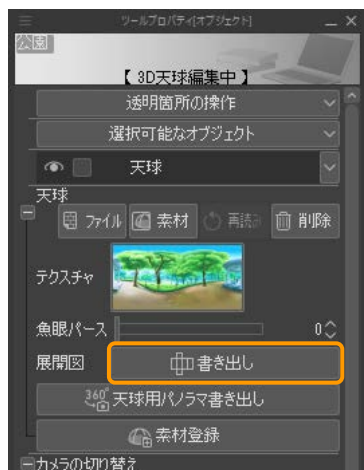 ツールプロパティ[オブジェクト]
公園
【 3D天球編集中 】
透明箇所の操作
選択可能なオブジェクト
天球
天球
ファイル 素材 再読み 削除
テクスチャ
魚眼パース 0
展開図 書き出し
360° 天球用パノラマ書き出し
素材登録
カメラの切り替え